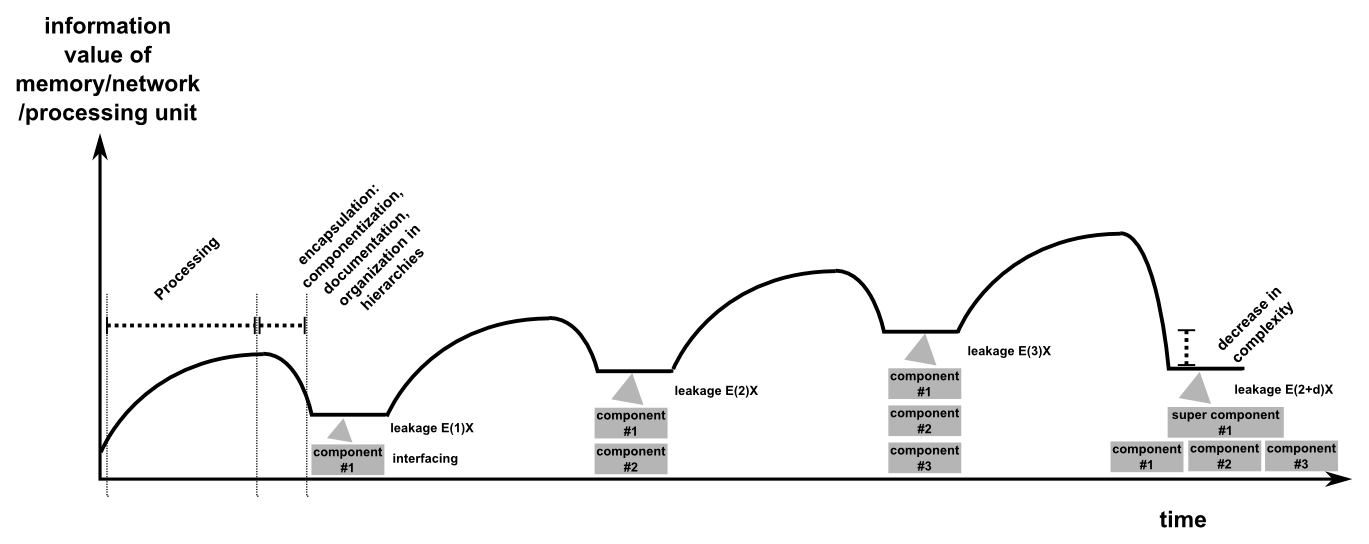 information
value of
memory/network
/processing unit
Processing
encapsulation:
componentization,
documentation,
organization in
hierarchies
leakage E(1)X
component
#1
interfacing
leakage E(2)X
component
#1
component
#2
leakage E(3)X
component
#1
component
#2
component
#3
decrease in
complexity
leakage E(2+d)X
super component
#1
component
#1
component
#2
component
#3
time